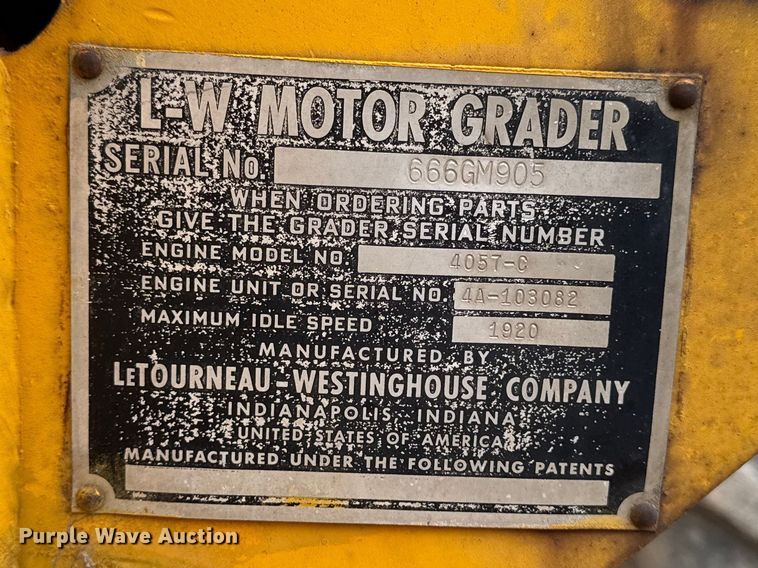 L-W MOTOR GRADER
SERIAL NO. 666GM905
WHEN ORDERING PARTS
GIVE THE GRADER SERIAL NUMBER
ENGINE MODEL NO. 4057-C
ENGINE UNIT OR SERIAL NO. 4A-103082
MAXIMUM IDLE SPEED 1920
MANUFACTURED BY
LETOURNEAU-WESTINGHOUSE COMPANY
INDIANAPOLIS INDIANA
UNITED STATES OF AMERICA
MANUFACTURED UNDER THE FOLLOWING PATENTS
Purple Wave Auction